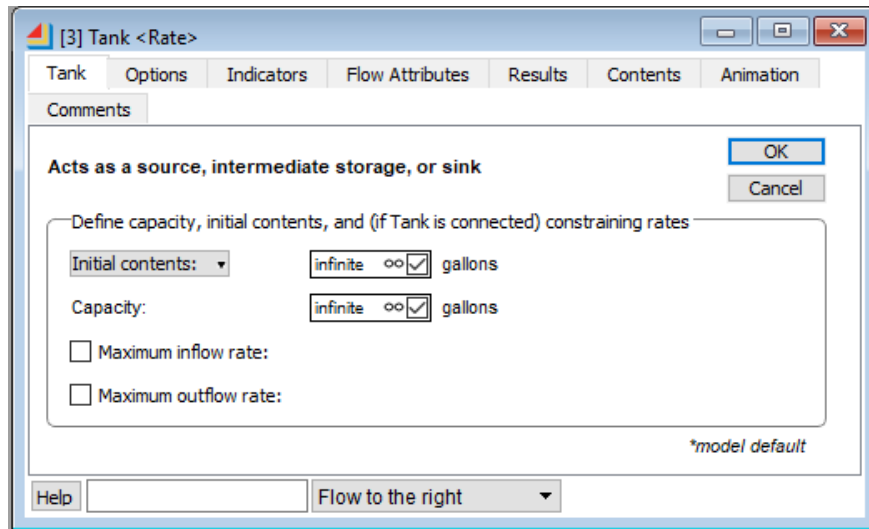 [3] Tank <Rate>
Tank Options Indicators Flow Attributes Results Contents Animation
Comments
Acts as a source, intermediate storage, or sink
OK
Cancel
Define capacity, initial contents, and (if Tank is connected) constraining rates
Initial contents: infinite ∞ gallons
Capacity: infinite ∞ gallons
Maximum inflow rate:
Maximum outflow rate:
*model default
Help Flow to the right